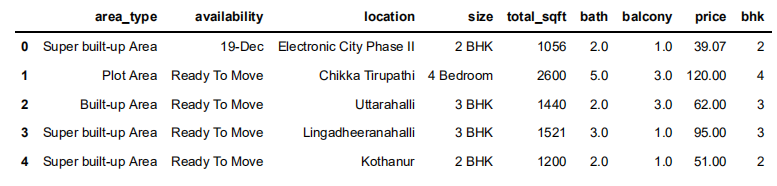 area_type availability location size total_sqft bath balcony price bhk
0 Super built-up Area 19-Dec Electronic City Phase II 2 BHK 1056 2.0 1.0 39.07 2
1 Plot Area Ready To Move Chikka Tirupathi 4 Bedroom 2600 5.0 3.0 120.00 4
2 Built-up Area Ready To Move Uttarahalli 3 BHK 1440 2.0 3.0 62.00 3
3 Super built-up Area Ready To Move Lingadheeranahalli 3 BHK 1521 3.0 1.0 95.00 3
4 Super built-up Area Ready To Move Kothanur 2 BHK 1200 2.0 1.0 51.00 2